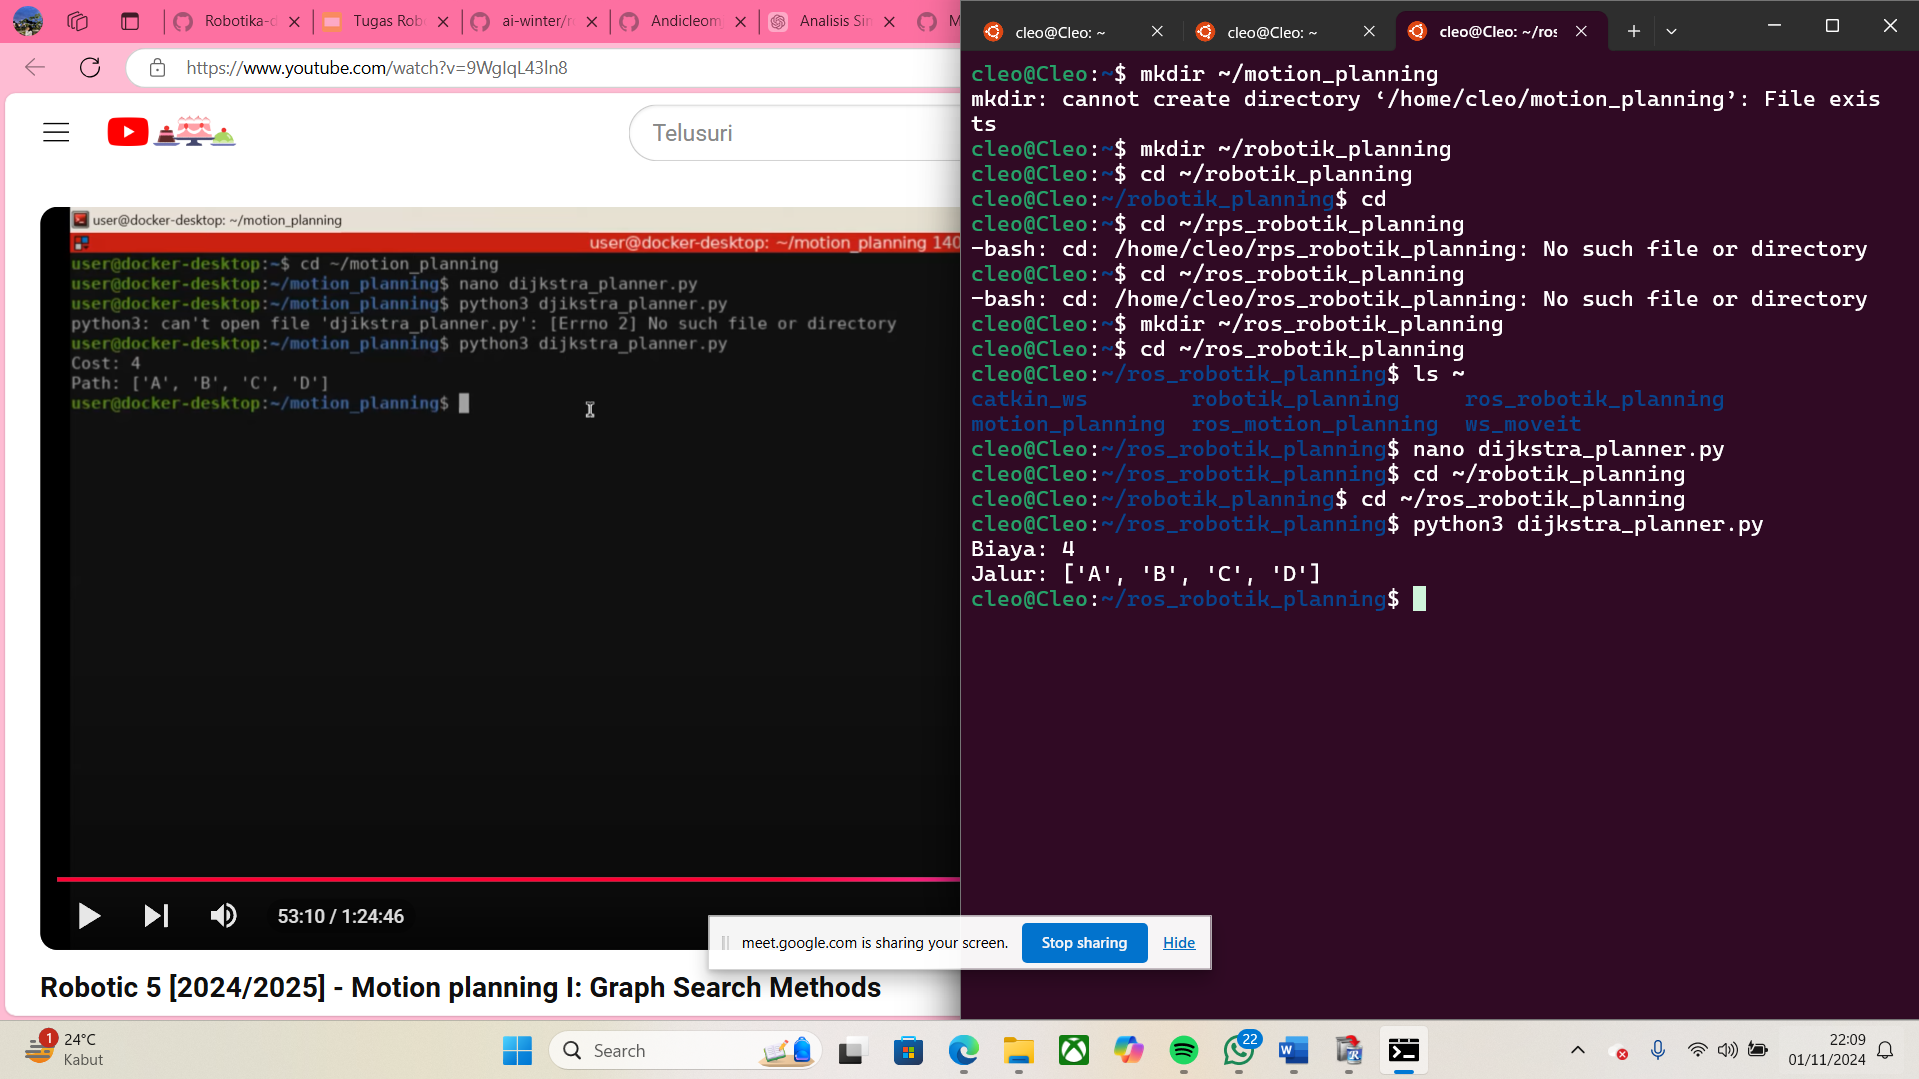 Robotika-d
Tugas Rob
ai-winter/r
Andicleom
Analisis Sin
https://www.youtube.com/watch?v=9WgIqL43ln8
Telusuri
user@docker-desktop: ~/motion_planning
user@docker-desktop: ~/motion_planning 140
user@docker-desktop:~$ cd ~/motion_planning
user@docker-desktop:~/motion_planning$ nano dijkstra_planner.py
user@docker-desktop:~/motion_planning$ python3 djikstra_planner.py
python3: can't open file 'djikstra_planner.py': [Errno 2] No such file or directory
user@docker-desktop:~/motion_planning$ python3 dijkstra_planner.py
Cost: 4
Path: ['A', 'B', 'C', 'D']
user@docker-desktop:~/motion_planning$
53:10 / 1:24:46
Robotic 5 [2024/2025] - Motion planning I: Graph Search Methods
cleo@Cleo: ~
cleo@Cleo: ~
cleo@Cleo: ~/ros
cleo@Cleo:~$ mkdir ~/motion_planning
mkdir: cannot create directory ‘/home/cleo/motion_planning’: File exis
ts
cleo@Cleo:~$ mkdir ~/robotik_planning
cleo@Cleo:~$ cd ~/robotik_planning
cleo@Cleo:~/robotik_planning$ cd
cleo@Cleo:~$ cd ~/rps_robotik_planning
-bash: cd: /home/cleo/rps_robotik_planning: No such file or directory
cleo@Cleo:~$ cd ~/ros_robotik_planning
-bash: cd: /home/cleo/ros_robotik_planning: No such file or directory
cleo@Cleo:~$ mkdir ~/ros_robotik_planning
cleo@Cleo:~$ cd ~/ros_robotik_planning
cleo@Cleo:~/ros_robotik_planning$ ls ~
catkin_ws robotik_planning ros_robotik_planning
motion_planning ros_motion_planning ws_moveit
cleo@Cleo:~/ros_robotik_planning$ nano dijkstra_planner.py
cleo@Cleo:~/ros_robotik_planning$ cd ~/robotik_planning
cleo@Cleo:~/robotik_planning$ cd ~/ros_robotik_planning
cleo@Cleo:~/ros_robotik_planning$ python3 dijkstra_planner.py
Biaya: 4
Jalur: ['A', 'B', 'C', 'D']
cleo@Cleo:~/ros_robotik_planning$
meet.google.com is sharing your screen.
Stop sharing
Hide
1
24°C
Kabut
Search
22
22:09
01/11/2024